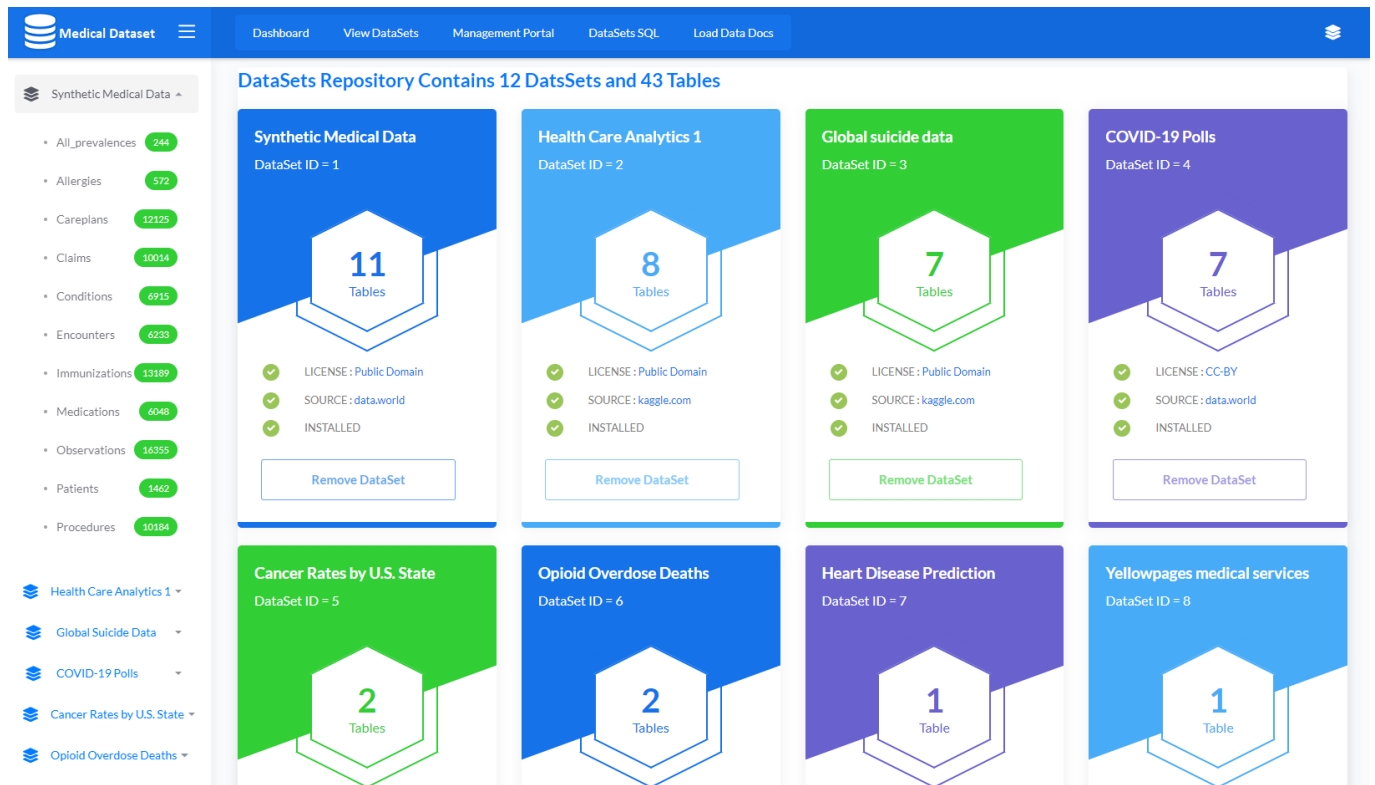 Medical Dataset
Dashboard View DataSets Management Portal DataSets SQL Load Data Docs
Synthetic Medical Data
All_prevalences 244
Allergies 572
Careplans 12125
Claims 10014
Conditions 6915
Encounters 6233
Immunizations 13189
Medications 6048
Observations 16355
Patients 1462
Procedures 10184
Health Care Analytics 1
Global Suicide Data
COVID-19 Polls
Cancer Rates by U.S. State
Opioid Overdose Deaths
DataSets Repository Contains 12 DatsSets and 43 Tables
Synthetic Medical Data
DataSet ID = 1
11
Tables
LICENSE : Public Domain
SOURCE : data.world
INSTALLED
Remove DataSet
Health Care Analytics 1
DataSet ID = 2
8
Tables
LICENSE : Public Domain
SOURCE : kaggle.com
INSTALLED
Remove DataSet
Global suicide data
DataSet ID = 3
7
Tables
LICENSE : Public Domain
SOURCE : kaggle.com
INSTALLED
Remove DataSet
COVID-19 Polls
DataSet ID = 4
7
Tables
LICENSE : CC-BY
SOURCE : data.world
INSTALLED
Remove DataSet
Cancer Rates by U.S. State
DataSet ID = 5
2
Tables
Opioid Overdose Deaths
DataSet ID = 6
2
Tables
Heart Disease Prediction
DataSet ID = 7
1
Table
Yellowpages medical services
DataSet ID = 8
1
Table